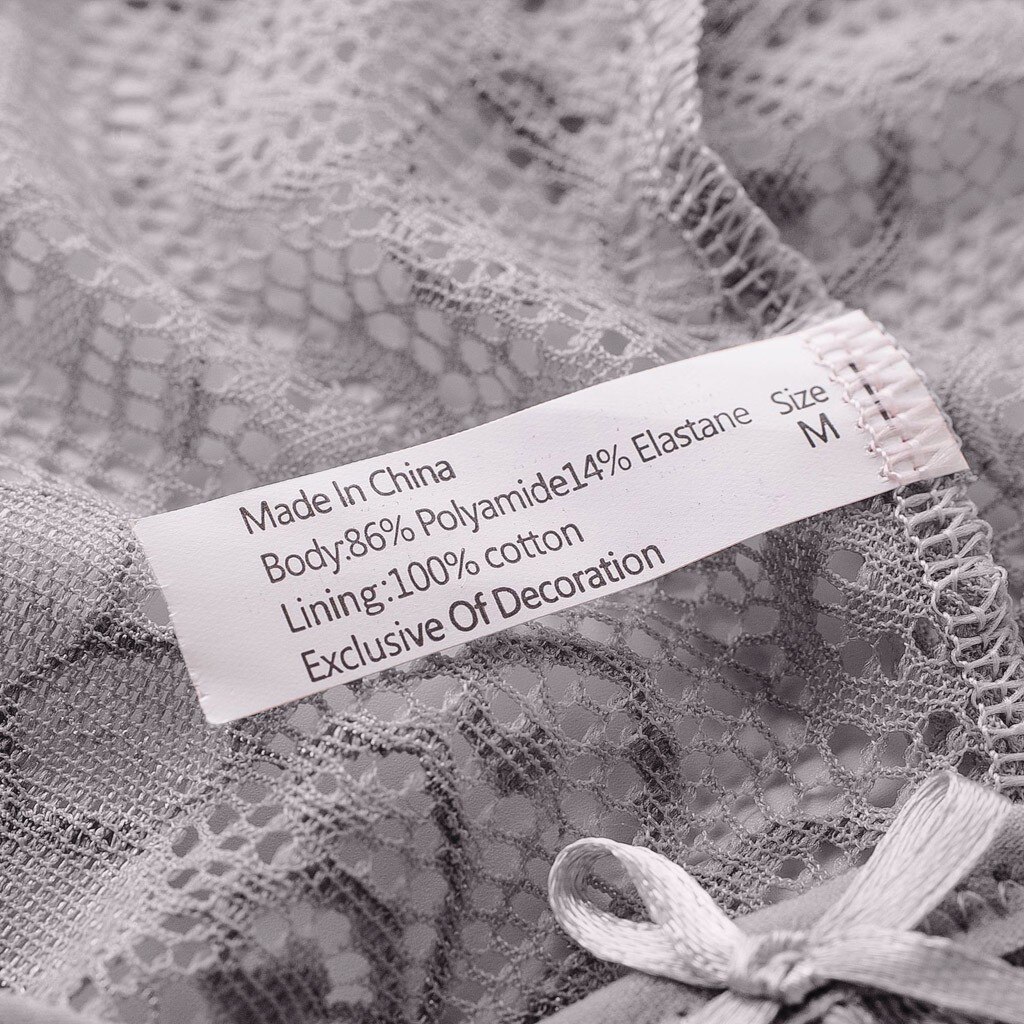 Made In China
Body:86% Polyamide14% Elastane
Lining:100% cotton
Exclusive Of Decoration
Size
M